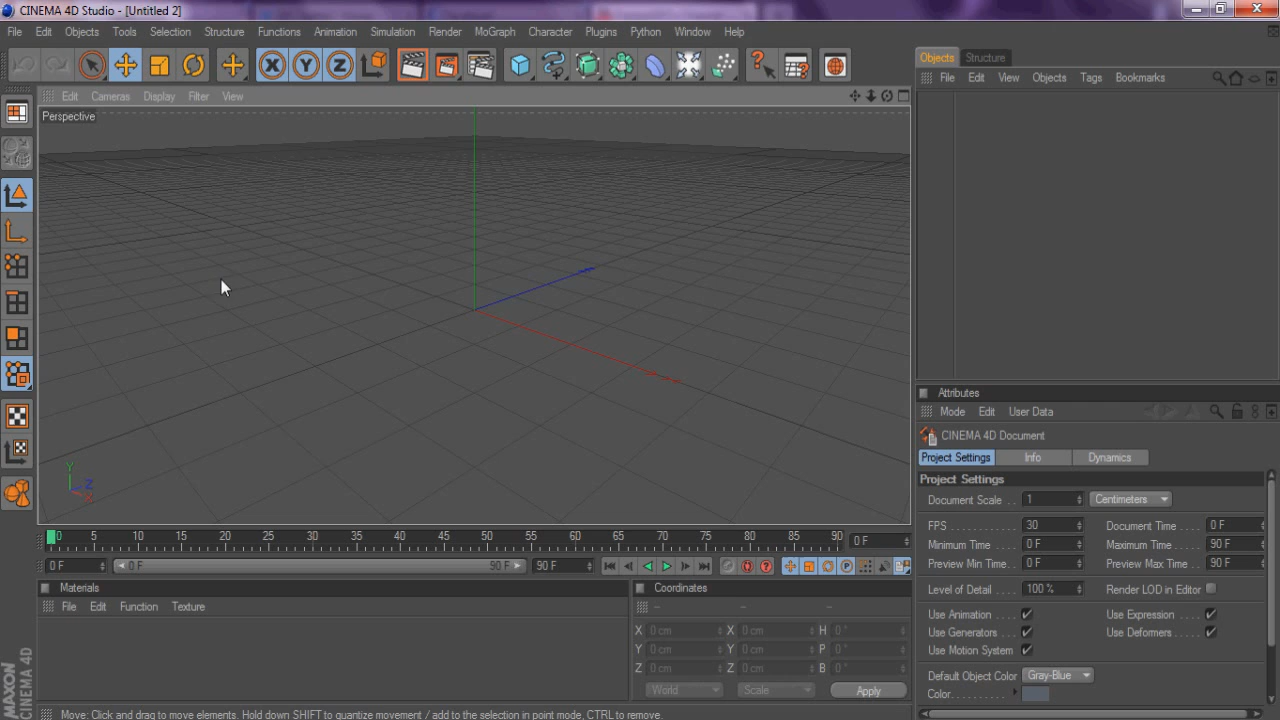 CINEMA 4D Studio - [Untitled 2]
File Edit Objects Tools Selection Structure Functions Animation Simulation Render MoGraph Character Plugins Python Window Help
X Y Z
Objects Structure
File Edit View Objects Tags Bookmarks
Edit Cameras Display Filter View
Perspective
Y
Z
X
Attributes
Mode Edit User Data
CINEMA 4D Document
Project Settings Info Dynamics
Project Settings
Document Scale . . 1 Centimeters
FPS . . . . . . . . . . . 30 Document Time . . . . 0 F
Minimum Time . . . 0 F Maximum Time . . . . 90 F
Preview Min Time. . 0 F Preview Max Time . . 90 F
Level of Detail . . . . 100 % Render LOD in Editor
Use Animation . . . . Use Expression . . . .
Use Generators . . . Use Deformers . . . . .
Use Motion System
Default Object Color Gray-Blue
Color. . . . . . . . . .
0 5 10 15 20 25 30 35 40 45 50 55 60 65 70 75 80 85 90 0 F
0 F 0 F 90 F 90 F
P
Materials
File Edit Function Texture
Coordinates
-- -- --
X 0 cm X 0 cm H 0 °
Y 0 cm Y 0 cm P 0 °
Z 0 cm Z 0 cm B 0 °
World Scale Apply
MAXON
CINEMA 4D
Move: Click and drag to move elements. Hold down SHIFT to quantize movement / add to the selection in point mode, CTRL to remove.